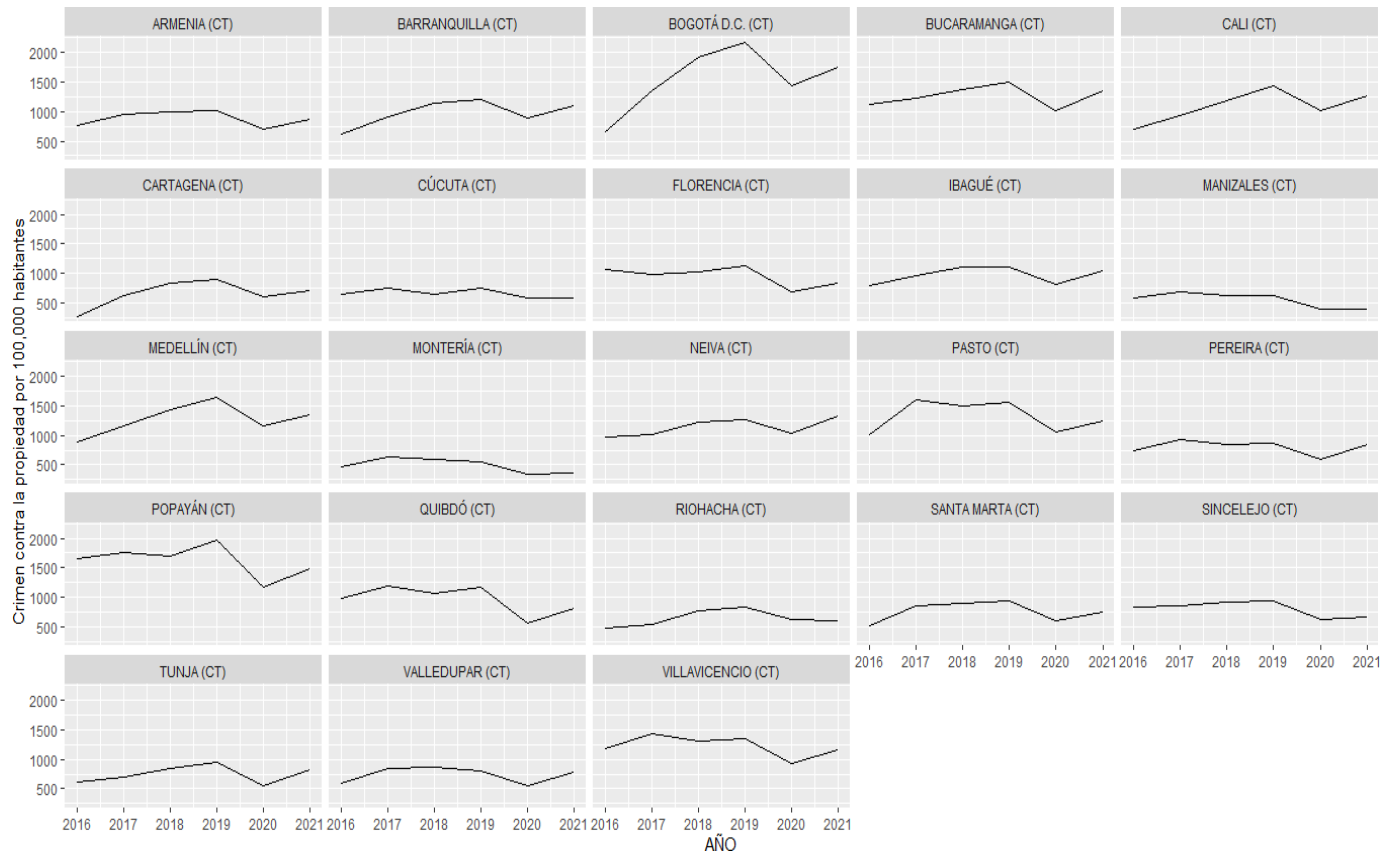 Crimen contra la propiedad por 100,000 habitantes
ARMENIA (CT) BARRANQUILLA (CT) BOGOTÁ D.C. (CT) BUCARAMANGA (CT) CALI (CT)
2000
1500
1000
500
CARTAGENA (CT) CÚCUTA (CT) FLORENCIA (CT) IBAGUÉ (CT) MANIZALES (CT)
2000
1500
1000
500
MEDELLÍN (CT) MONTERÍA (CT) NEIVA (CT) PASTO (CT) PEREIRA (CT)
2000
1500
1000
500
POPAYÁN (CT) QUIBDÓ (CT) RIOHACHA (CT) SANTA MARTA (CT) SINCELEJO (CT)
2000
1500
1000
500
2016 2017 2018 2019 2020 2021 2016 2017 2018 2019 2020 2021
TUNJA (CT) VALLEDUPAR (CT) VILLAVICENCIO (CT)
2000
1500
1000
500
2016 2017 2018 2019 2020 2021 2016 2017 2018 2019 2020 2021 2016 2017 2018 2019 2020 2021
AÑO